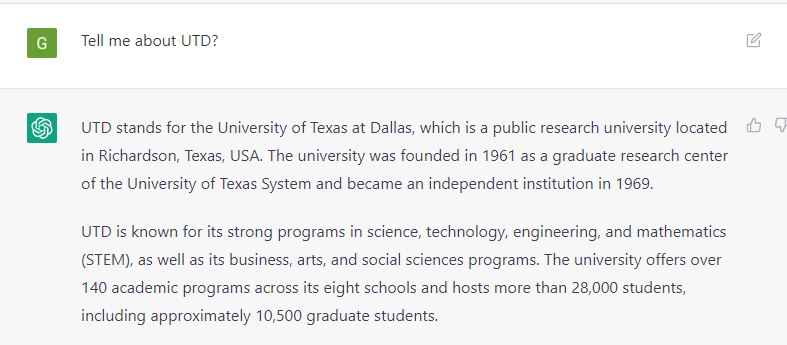 G
Tell me about UTD?
UTD stands for the University of Texas at Dallas, which is a public research university located
in Richardson, Texas, USA. The university was founded in 1961 as a graduate research center
of the University of Texas System and became an independent institution in 1969.
UTD is known for its strong programs in science, technology, engineering, and mathematics
(STEM), as well as its business, arts, and social sciences programs. The university offers over
140 academic programs across its eight schools and hosts more than 28,000 students,
including approximately 10,500 graduate students.